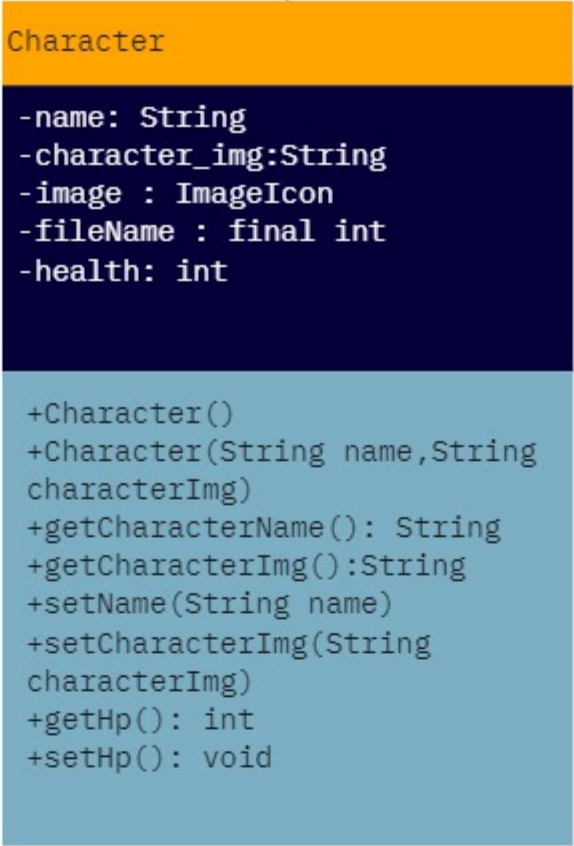 Character
-name: String
-character_img:String
-image : ImageIcon
-fileName : final int
-health: int
+Character()
+Character(String name,String
characterImg)
+getCharacterName(): String
+getCharacterImg():String
+setName(String name)
+setCharacterImg(String
characterImg)
+getHp(): int
+setHp(): void